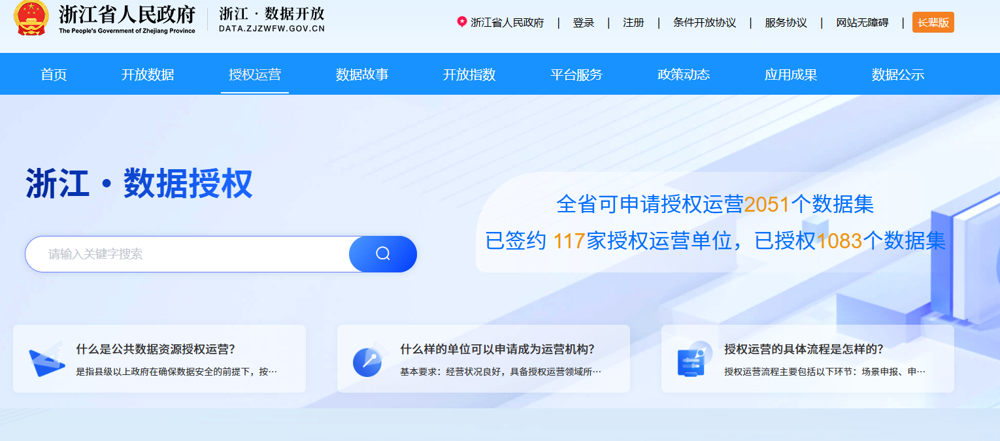 浙江省人民政府
The People's Government of Zhejiang Province
浙江 · 数据开放
DATA.ZJZWFW.GOV.CN
浙江省人民政府 | 登录 | 注册 | 条件开放协议 | 服务协议 | 网站无障碍 | 长辈版
首页 开放数据 授权运营 数据故事 开放指数 平台服务 政策动态 应用成果 数据公示
浙江·数据授权
全省可申请授权运营2051个数据集
已签约 117家授权运营单位，已授权1083个数据集
请输入关键字搜索
什么是公共数据资源授权运营？
是指县级以上政府在确保数据安全的前提下，按…
什么样的单位可以申请成为运营机构？
基本要求：经营状况良好，具备授权运营领域所…
授权运营的具体流程是怎样的？
授权运营流程主要包括以下环节：场景申报、申…